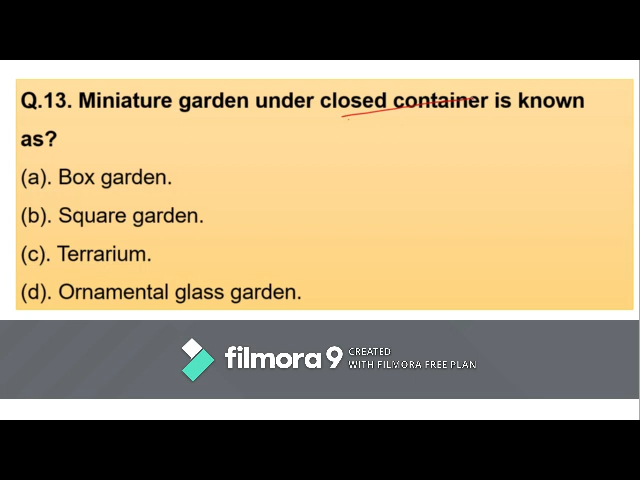 Q.13. Miniature garden under closed container is known
as?
(a). Box garden.
(b). Square garden.
(c). Terrarium.
(d). Ornamental glass garden.
filmora 9
CREATED
WITH FILMORA FREE PLAN